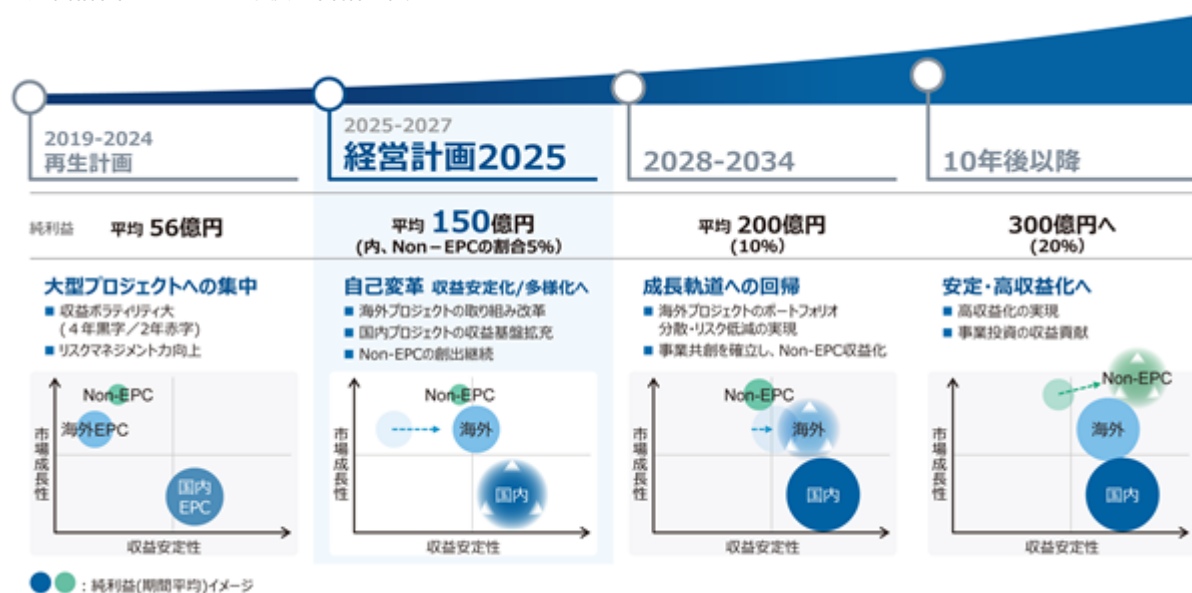 2019-2024
再生計画
2025-2027
経営計画2025
2028-2034
10年後以降
純利益
平均 56億円
平均 150億円
(内、Non－EPCの割合5%)
平均 200億円
(10%)
300億円へ
(20%)
大型プロジェクトへの集中
■ 収益ボラティリティ大
(４年黒字／2年赤字)
■ リスクマネジメント力向上
自己変革 収益安定化/多様化へ
■ 海外プロジェクトの取り組み改革
■ 国内プロジェクトの収益基盤拡充
■ Non-EPCの創出継続
成長軌道への回帰
■ 海外プロジェクトのポートフォリオ
分散・リスク低減の実現
■ 事業共創を確立し、Non-EPC収益化
安定・高収益化へ
■ 高収益化の実現
■ 事業投資の収益貢献
市場成長性
Non-EPC
海外EPC
国内
EPC
収益安定性
市場成長性
Non-EPC
海外
国内
収益安定性
市場成長性
Non-EPC
海外
国内
収益安定性
市場成長性
Non-EPC
海外
国内
収益安定性
：純利益(期間平均)イメージ